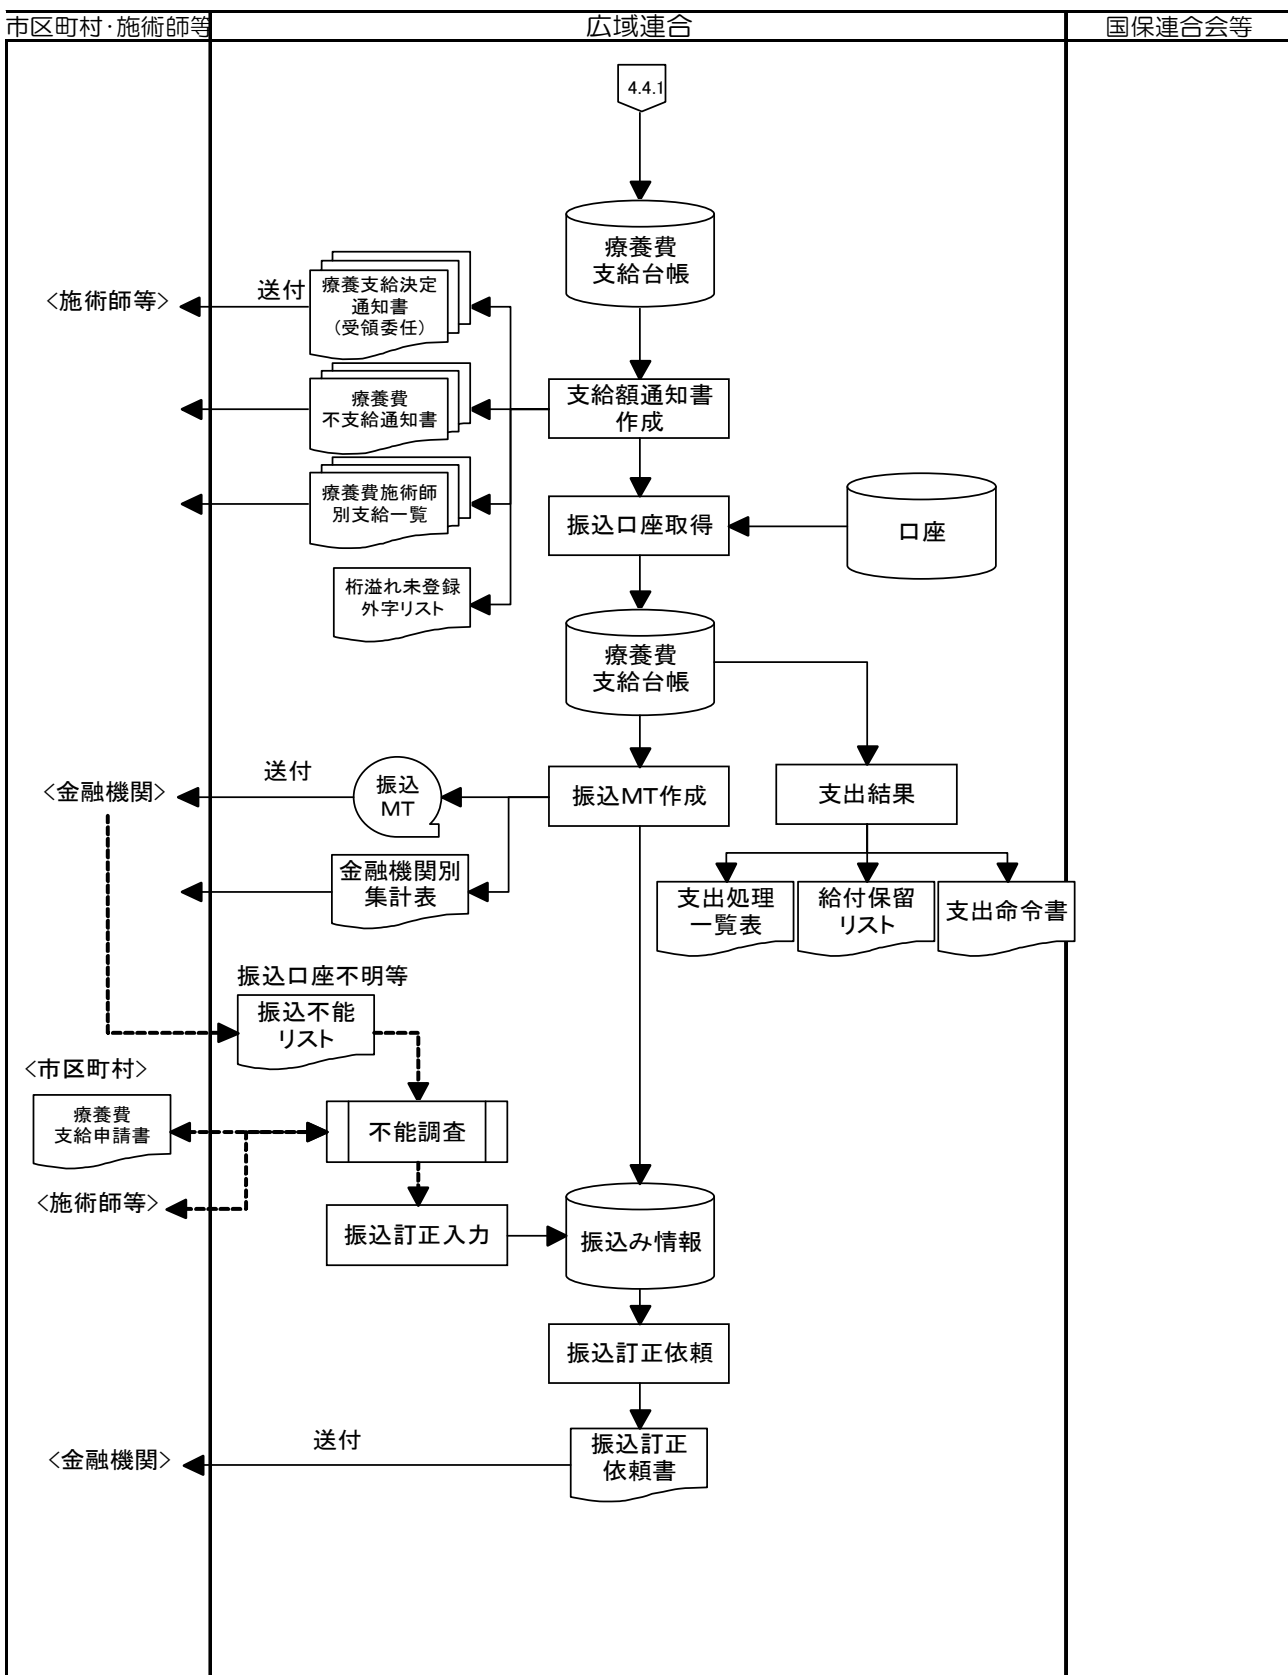 市区町村・施術師等
広域連合
国保連合会等
4.4.1
療養費
支給台帳
<施術師等>
送付
療養支給決定
通知書
(受領委任)
療養費
不支給通知書
支給額通知書
作成
療養費施術師
別支給一覧
振込口座取得
口座
桁溢れ未登録
外字リスト
療養費
支給台帳
<金融機関>
送付
振込
MT
振込MT作成
支出結果
金融機関別
集計表
支出処理
一覧表
給付保留
リスト
支出命令書
振込口座不明等
振込不能
リスト
<市区町村>
療養費
支給申請書
不能調査
<施術師等>
振込訂正入力
振込み情報
振込訂正依頼
<金融機関>
送付
振込訂正
依頼書